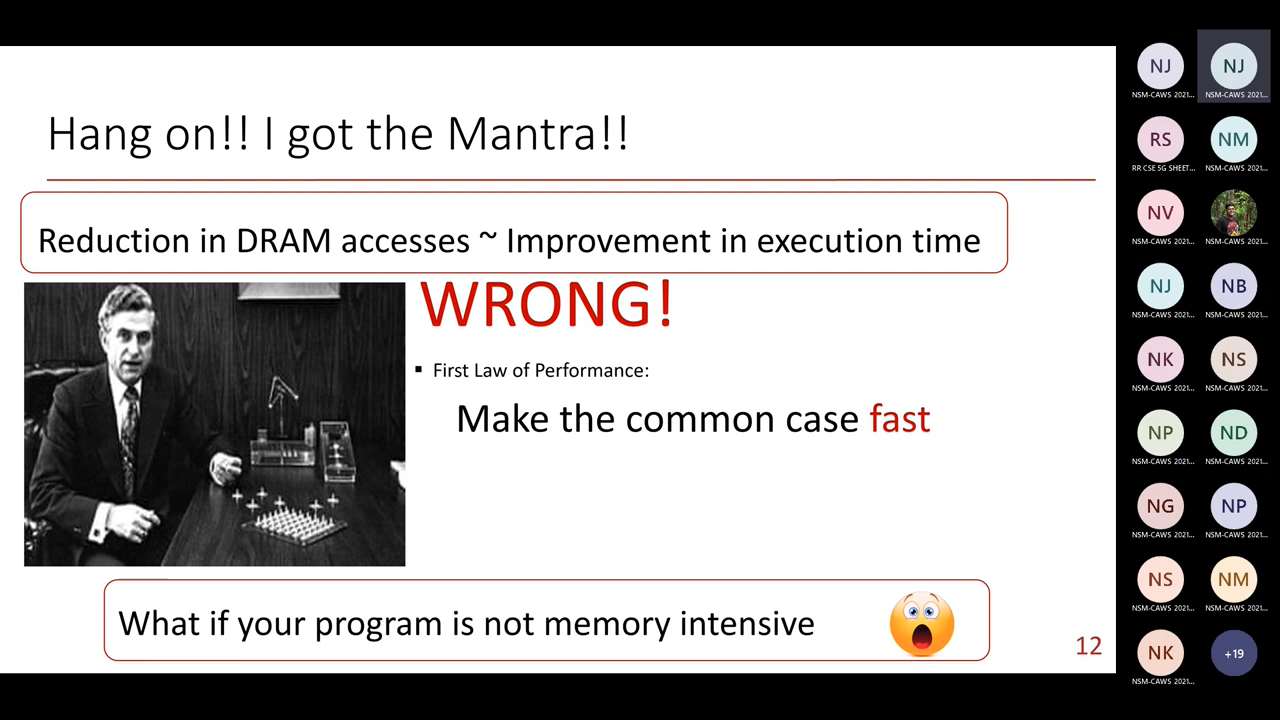 Hang on!! I got the Mantra!!
Reduction in DRAM accesses ~ Improvement in execution time
WRONG!
▪ First Law of Performance:
Make the common case fast
What if your program is not memory intensive
12
NJ NJ
NSM-CAWS 2021... NSM-CAWS 2021...
RS NM
RR CSE 5G SHEET... NSM-CAWS 2021...
NV
NSM-CAWS 2021... NSM-CAWS 2021...
NJ NB
NSM-CAWS 2021... NSM-CAWS 2021...
NK NS
NSM-CAWS 2021... NSM-CAWS 2021...
NP ND
NSM-CAWS 2021... NSM-CAWS 2021...
NG NP
NSM-CAWS 2021... NSM-CAWS 2021...
NS NM
NSM-CAWS 2021... NSM-CAWS 2021...
NK +19
NSM-CAWS 2021...